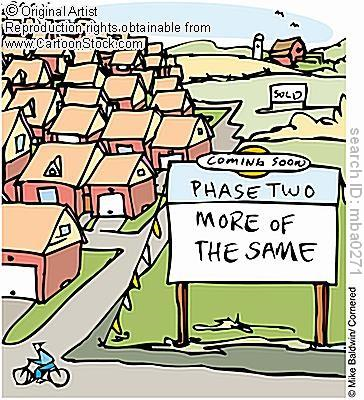 © Original Artist
Reproduction rights obtainable from
www.CartoonStock.com
SOLD
COMING SOON
PHASE TWO
MORE OF
THE SAME
search ID: mba0271
© Mike Baldwin/Cornered